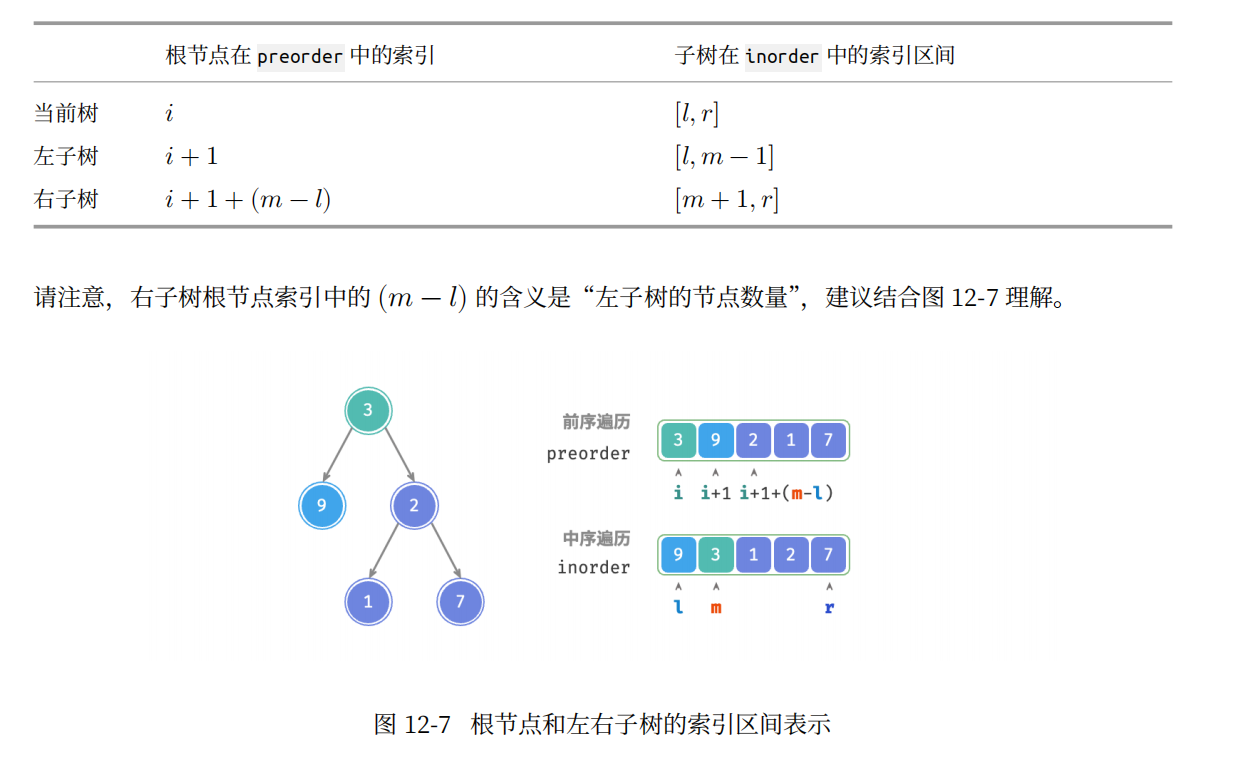 根节点在 preorder 中的索引 子树在 inorder 中的索引区间
当前树 i [l, r]
左子树 i + 1 [l, m − 1]
右子树 i + 1 + (m − l) [m + 1, r]
请注意，右子树根节点索引中的 (m − l) 的含义是“左子树的节点数量”，建议结合图 12-7 理解。
3
9 2
1 7
前序遍历
preorder
3 9 2 1 7
i i+1 i+1+(m-l)
中序遍历
inorder
9 3 1 2 7
l m r
图 12-7 根节点和左右子树的索引区间表示